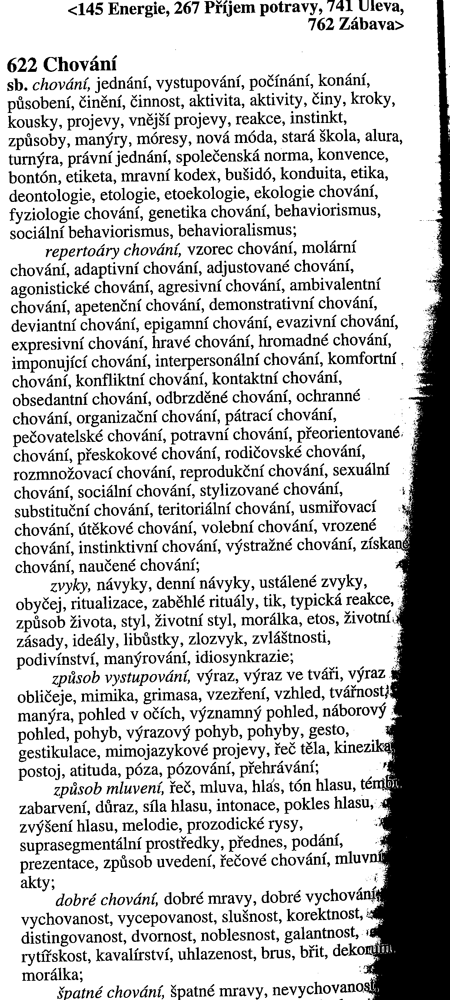 <145 Energie, 267 Příjem potravy, 741 Úleva,
762 Zábava>
622 Chování
sb. chování, jednání, vystupování, počínání, konání,
působení, činění, činnost, aktivita, aktivity, činy, kroky,
kousky, projevy, vnější projevy, reakce, instinkt,
způsoby, manýry, móresy, nová móda, stará škola, alura,
turnýra, právní jednání, společenská norma, konvence,
bontón, etiketa, mravní kodex, bušidó, konduita, etika,
deontologie, etologie, etoekologie, ekologie chování,
fyziologie chování, genetika chování, behaviorismus,
sociální behaviorismus, behavioralismus;
repertoáry chování, vzorec chování, molární
chování, adaptivní chování, adjustované chování,
agonistické chování, agresivní chování, ambivalentní
chování, apetenční chování, demonstrativní chování,
deviantní chování, epigamní chování, evazivní chování,
expresivní chování, hravé chování, hromadné chování,
imponující chování, interpersonální chování, komfortní
chování, konfliktní chování, kontaktní chování,
obsedantní chování, odbrzděné chování, ochranné
chování, organizační chování, pátrací chování,
pečovatelské chování, potravní chování, přeorientované
chování, přeskokové chování, rodičovské chování,
rozmnožovací chování, reprodukční chování, sexuální
chování, sociální chování, stylizované chování,
substituční chování, teritoriální chování, usmiřovací
chování, útěkové chování, volební chování, vrozené
chování, instinktivní chování, výstražné chování, získané
chování, naučené chování;
zvyky, návyky, denní návyky, ustálené zvyky,
obyčej, ritualizace, zaběhlé rituály, tik, typická reakce,
způsob života, styl, životní styl, morálka, etos, životní
zásady, ideály, libůstky, zlozvyk, zvláštnosti,
podivínství, manýrování, idiosynkrazie;
způsob vystupování, výraz, výraz ve tváři, výraz
obličeje, mimika, grimasa, vzezření, vzhled, tvářnost,
manýra, pohled v očích, významný pohled, náborový
pohled, pohyb, výrazový pohyb, pohyby, gesto,
gestikulace, mimojazykové projevy, řeč těla, kinezika,
postoj, atituda, póza, pózování, přehrávání;
způsob mluvení, řeč, mluva, hlas, tón hlasu, témbr,
zabarvení, důraz, síla hlasu, intonace, pokles hlasu,
zvýšení hlasu, melodie, prozodické rysy,
suprasegmentální prostředky, přednes, podání,
prezentace, způsob uvedení, řečové chování, mluvní
akty;
dobré chování, dobré mravy, dobré vychování,
vychovanost, vycepovanost, slušnost, korektnost,
distingovanost, dvornost, noblesnost, galantnost,
rytířskost, kavalírství, uhlazenost, brus, břit, dekorum,
morálka;
špatné chování, špatné mravy, nevychovanost,